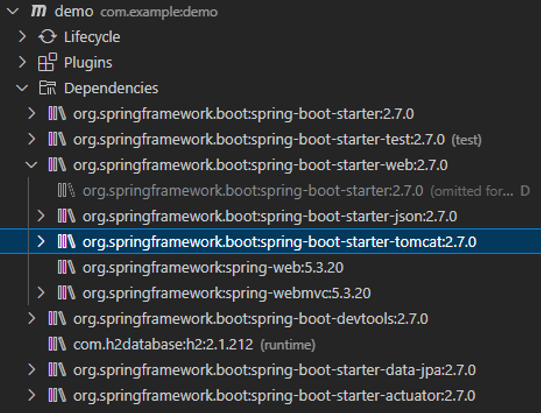 demo com.example:demo
Lifecycle
Plugins
Dependencies
org.springframework.boot:spring-boot-starter:2.7.0
org.springframework.boot:spring-boot-starter-test:2.7.0 (test)
org.springframework.boot:spring-boot-starter-web:2.7.0
org.springframework.boot:spring-boot-starter:2.7.0 (omitted for... D
org.springframework.boot:spring-boot-starter-json:2.7.0
org.springframework.boot:spring-boot-starter-tomcat:2.7.0
org.springframework:spring-web:5.3.20
org.springframework:spring-webmvc:5.3.20
org.springframework.boot:spring-boot-devtools:2.7.0
com.h2database:h2:2.1.212 (runtime)
org.springframework.boot:spring-boot-starter-data-jpa:2.7.0
org.springframework.boot:spring-boot-starter-actuator:2.7.0